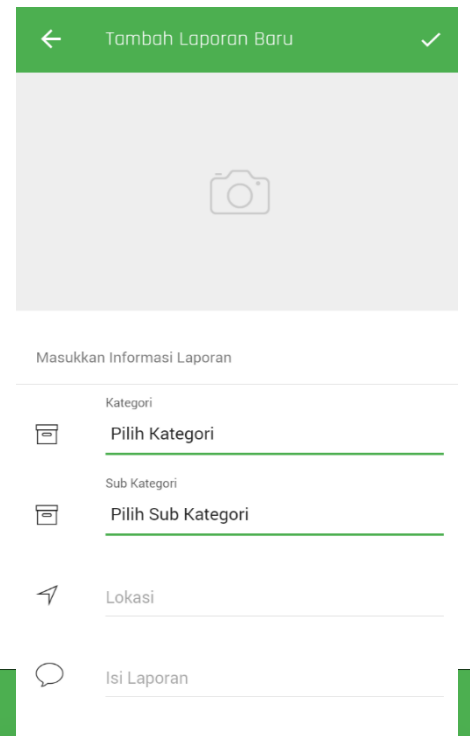 Tambah Laporan Baru
Masukkan Informasi Laporan
Kategori
Pilih Kategori
Sub Kategori
Pilih Sub Kategori
Lokasi
Isi Laporan